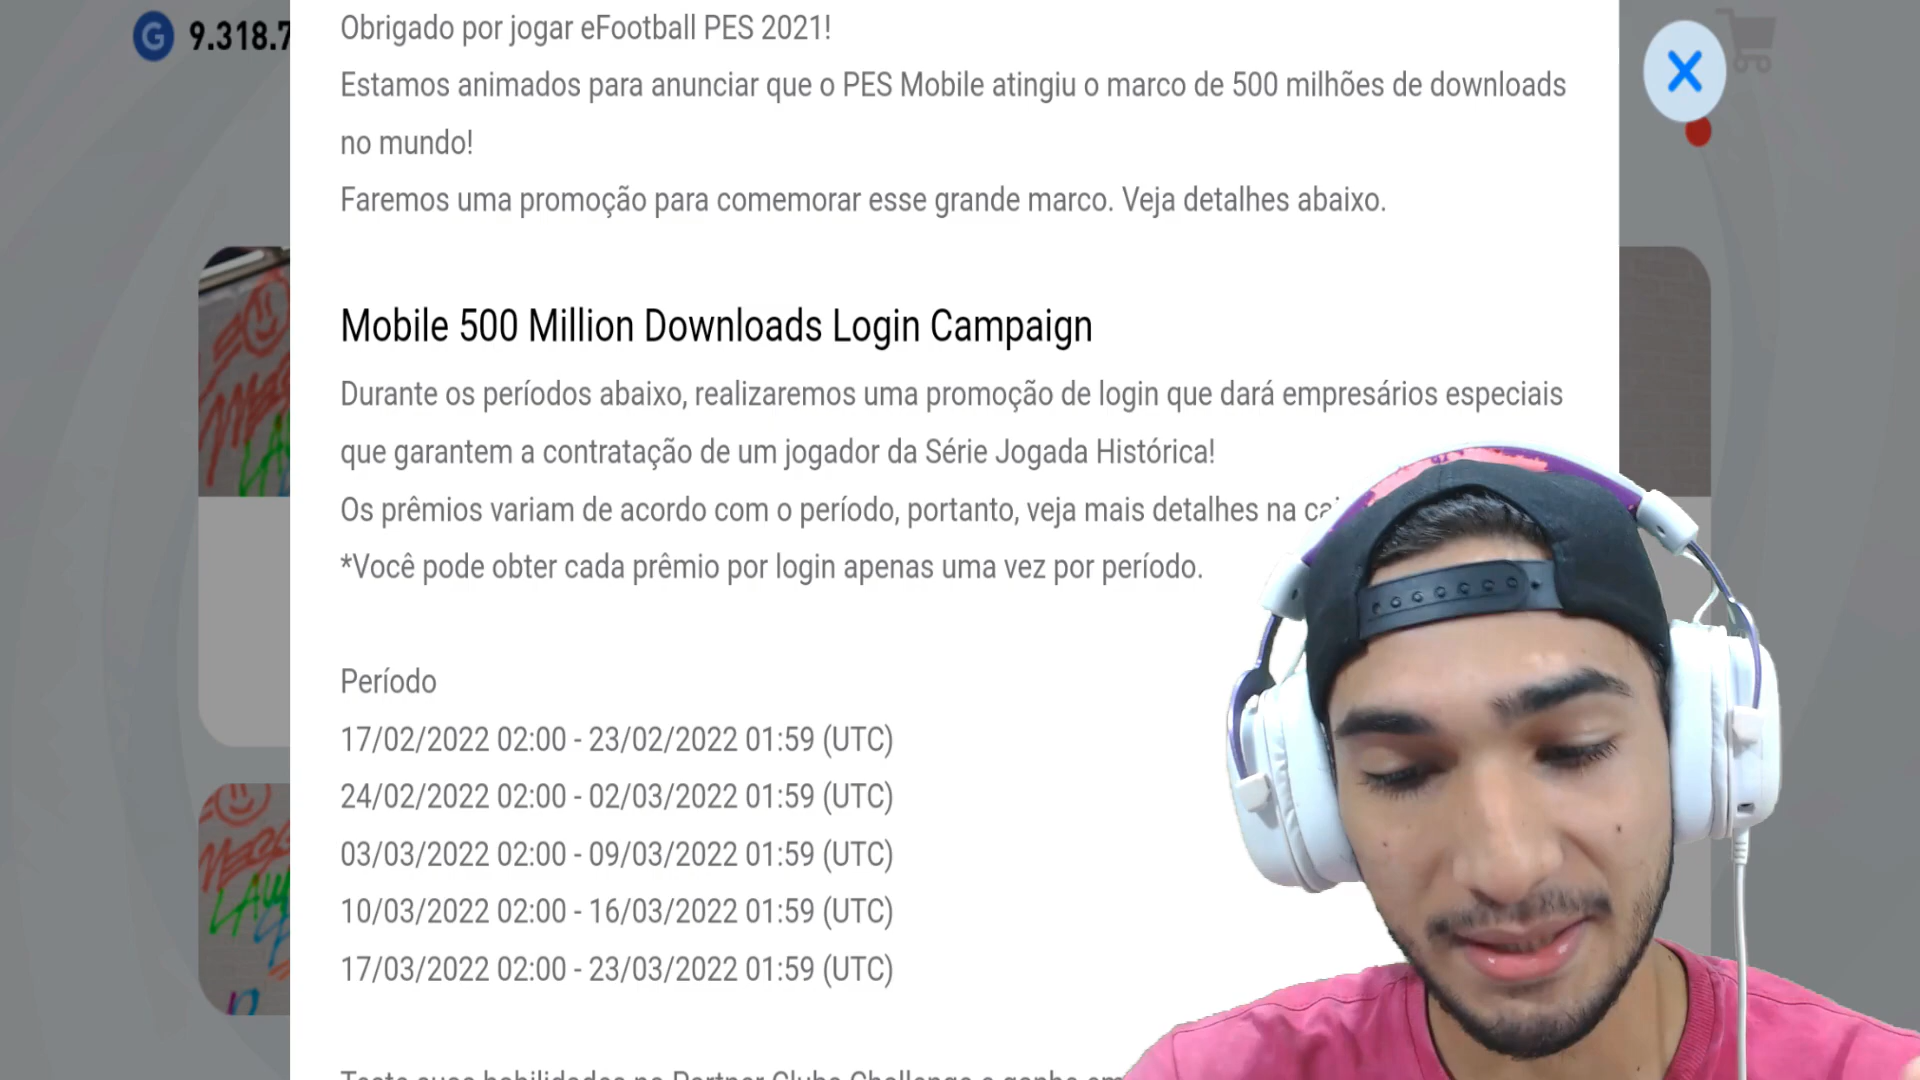 9.318.7
Obrigado por jogar eFootball PES 2021!
Estamos animados para anunciar que o PES Mobile atingiu o marco de 500 milhões de downloads
no mundo!
Faremos uma promoção para comemorar esse grande marco. Veja detalhes abaixo.
Mobile 500 Million Downloads Login Campaign
Durante os períodos abaixo, realizaremos uma promoção de login que dará empresários especiais
que garantem a contratação de um jogador da Série Jogada Histórica!
Os prêmios variam de acordo com o período, portanto, veja mais detalhes na
*Você pode obter cada prêmio por login apenas uma vez por período.
Período
17/02/2022 02:00 - 23/02/2022 01:59 (UTC)
24/02/2022 02:00 - 02/03/2022 01:59 (UTC)
03/03/2022 02:00 - 09/03/2022 01:59 (UTC)
10/03/2022 02:00 - 16/03/2022 01:59 (UTC)
17/03/2022 02:00 - 23/03/2022 01:59 (UTC)